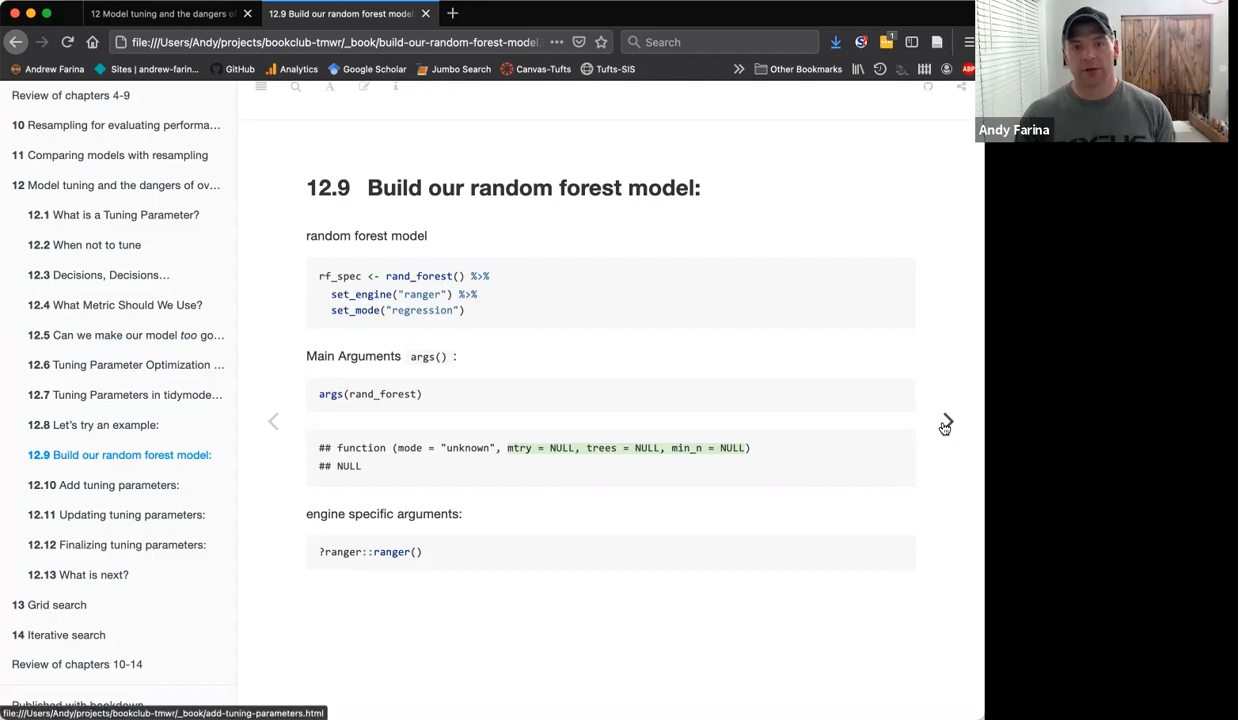 12 Model tuning and the dangers of
12.9 Build our random forest model:
file:///Users/Andy/projects/bookclub-tmwr/_book/build-our-random-forest-model.
Search
1
Andrew Farina
Sites | andrew-farin...
GitHub
Analytics
Google Scholar
Jumbo Search
Canvas-Tufts
Tufts-SIS
Other Bookmarks
ABP
Andy Farina
Review of chapters 4-9
10 Resampling for evaluating performa...
11 Comparing models with resampling
12 Model tuning and the dangers of ov...
12.1 What is a Tuning Parameter?
12.2 When not to tune
12.3 Decisions, Decisions...
12.4 What Metric Should We Use?
12.5 Can we make our model too go...
12.6 Tuning Parameter Optimization ...
12.7 Tuning Parameters in tidymode...
12.8 Let's try an example:
12.9 Build our random forest model:
12.10 Add tuning parameters:
12.11 Updating tuning parameters:
12.12 Finalizing tuning parameters:
12.13 What is next?
13 Grid search
14 Iterative search
Review of chapters 10-14
Published with bookdown
file:///Users/Andy/projects/bookclub-tmwr/_book/add-tuning-parameters.html
12.9 Build our random forest model:
random forest model
rf_spec <- rand_forest() %>%
set_engine("ranger") %>%
set_mode("regression")
Main Arguments args() :
args(rand_forest)
## function (mode = "unknown", mtry = NULL, trees = NULL, min_n = NULL)
## NULL
engine specific arguments:
?ranger::ranger()